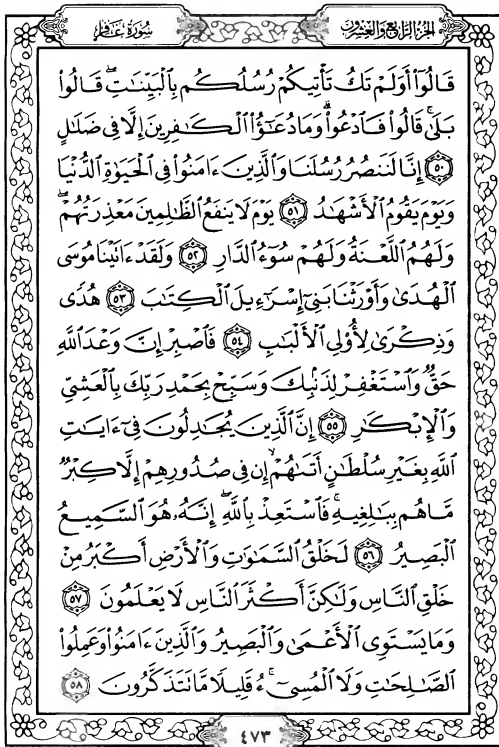 الجزء الرابع والعشرون
سورة غافر
قَالُوٓا۟ أَوَلَمْ تَكُ تَأْتِيكُمْ رُسُلُكُم بِٱلْبَيِّنَٰتِ ۖ قَالُوا۟
بَلَىٰ ۚ قَالُوا۟ فَٱدْعُوا۟ ۗ وَمَا دُعَٰٓؤُا۟ ٱلْكَٰفِرِينَ إِلَّا فِى ضَلَٰلٍ
٥٠ إِنَّا لَنَنصُرُ رُسُلَنَا وَٱلَّذِينَ ءَامَنُوا۟ فِى ٱلْحَيَوٰةِ ٱلدُّنْيَا
وَيَوْمَ يَقُومُ ٱلْأَشْهَٰدُ ٥١ يَوْمَ لَا يَنفَعُ ٱلظَّٰلِمِينَ مَعْذِرَتُهُمْ ۖ
وَلَهُمُ ٱللَّعْنَةُ وَلَهُمْ سُوٓءُ ٱلدَّارِ ٥٢ وَلَقَدْ ءَاتَيْنَا مُوسَى
ٱلْهُدَىٰ وَأَوْرَثْنَا بَنِىٓ إِسْرَٰٓءِيلَ ٱلْكِتَٰبَ ٥٣ هُدًى
وَذِكْرَىٰ لِأُو۟لِى ٱلْأَلْبَٰبِ ٥٤ فَٱصْبِرْ إِنَّ وَعْدَ ٱللَّهِ
حَقٌّ وَٱسْتَغْفِرْ لِذَنۢبِكَ وَسَبِّحْ بِحَمْدِ رَبِّكَ بِٱلْعَشِىِّ
وَٱلْإِبْكَٰرِ ٥٥ إِنَّ ٱلَّذِينَ يُجَٰدِلُونَ فِىٓ ءَايَٰتِ
ٱللَّهِ بِغَيْرِ سُلْطَٰنٍ أَتَىٰهُمْ ۙ إِن فِى صُدُورِهِمْ إِلَّا كِبْرٌ
مَّا هُم بِبَٰلِغِيهِ ۚ فَٱسْتَعِذْ بِٱللَّهِ ۖ إِنَّهُۥ هُوَ ٱلسَّمِيعُ
ٱلْبَصِيرُ ٥٦ لَخَلْقُ ٱلسَّمَٰوَٰتِ وَٱلْأَرْضِ أَكْبَرُ مِنْ
خَلْقِ ٱلنَّاسِ وَلَٰكِنَّ أَكْثَرَ ٱلنَّاسِ لَا يَعْلَمُونَ ٥٧
وَمَا يَسْتَوِى ٱلْأَعْمَىٰ وَٱلْبَصِيرُ وَٱلَّذِينَ ءَامَنُوا۟ وَعَمِلُوا۟
ٱلصَّٰلِحَٰتِ وَلَا ٱلْمُسِىٓءُ ۚ قَلِيلًا مَّا تَتَذَكَّرُونَ ٥٨
٤٧٣